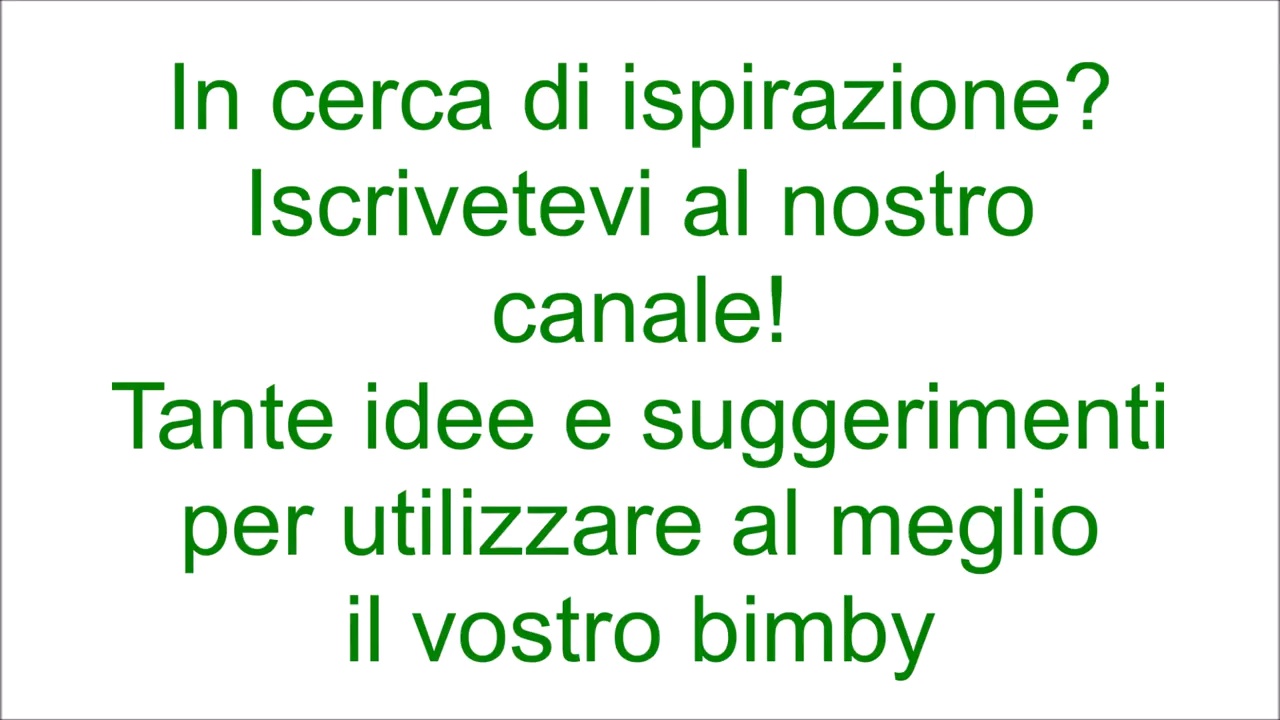 In cerca di ispirazione?
Iscrivetevi al nostro
canale!
Tante idee e suggerimenti
per utilizzare al meglio
il vostro bimby